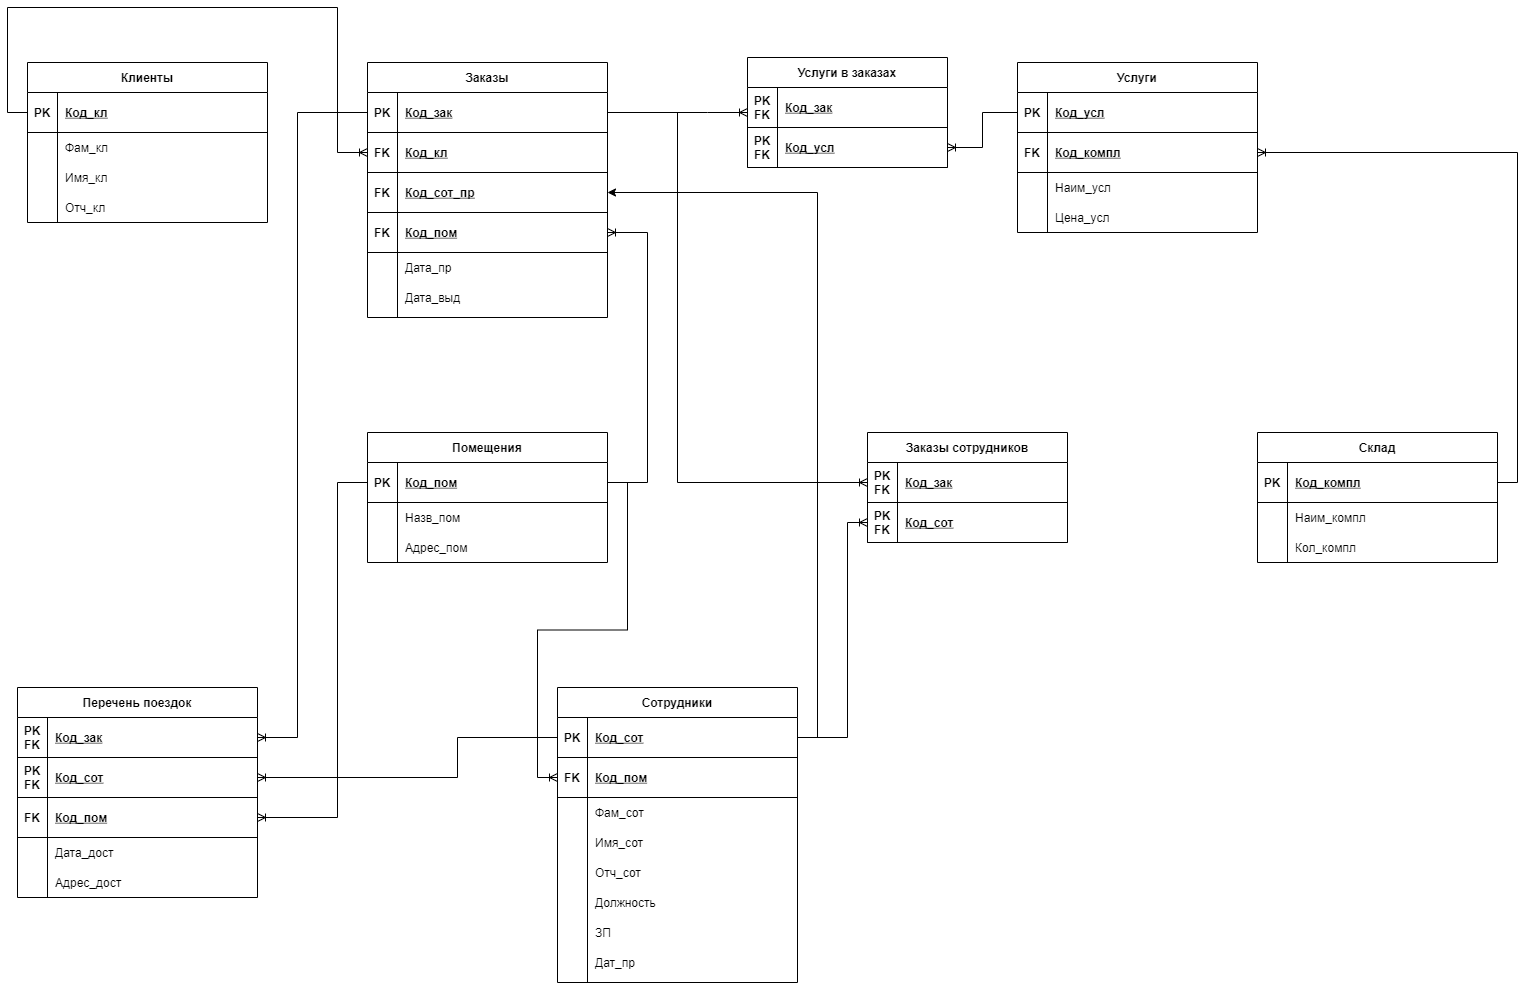 Клиенты
PK Код_кл
Фам_кл
Имя_кл
Отч_кл
Заказы
PK Код_зак
FK Код_кл
FK Код_сот_пр
FK Код_пом
Дата_пр
Дата_выд
Услуги в заказах
PK
FK Код_зак
PK
FK Код_усл
Услуги
PK Код_усл
FK Код_компл
Наим_усл
Цена_усл
Помещения
PK Код_пом
Назв_пом
Адрес_пом
Заказы сотрудников
PK
FK Код_зак
PK
FK Код_сот
Склад
PK Код_компл
Наим_компл
Кол_компл
Перечень поездок
PK
FK Код_зак
PK
FK Код_сот
FK Код_пом
Дата_дост
Адрес_дост
Сотрудники
PK Код_сот
FK Код_пом
Фам_сот
Имя_сот
Отч_сот
Должность
ЗП
Дат_пр